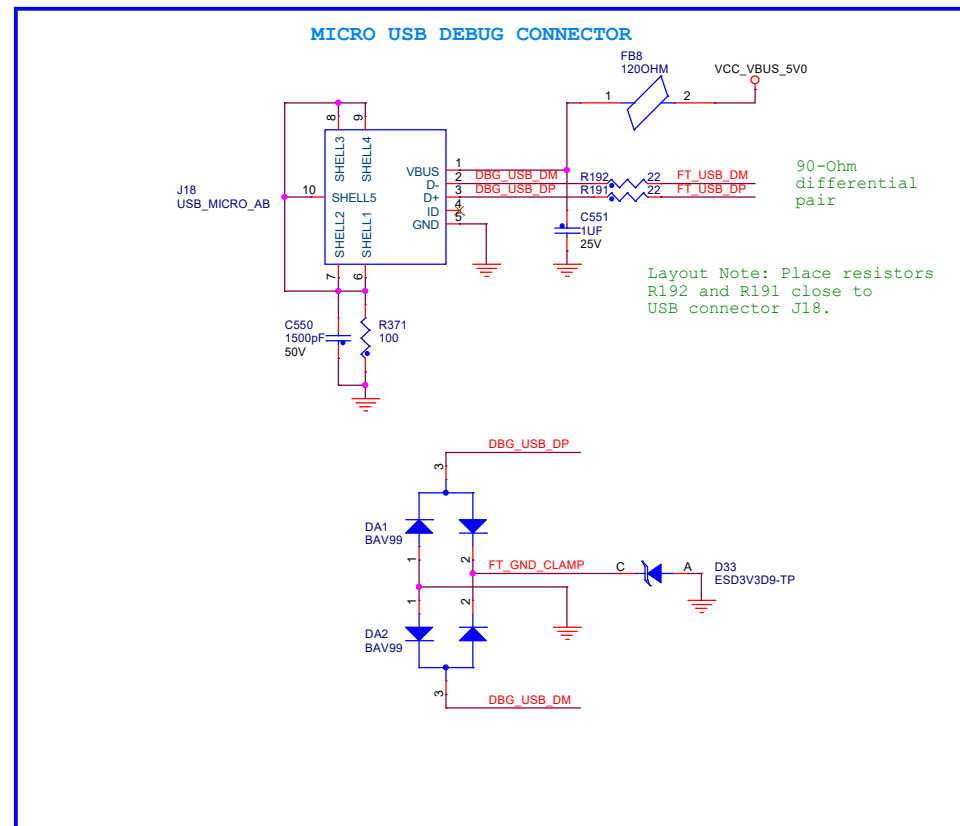 MICRO USB DEBUG CONNECTOR
FB8
120OHM
VCC_VBUS_5V0
1
2
8
9
SHELL3
SHELL4
J18
USB_MICRO_AB
10
SHELL5
SHELL2
SHELL1
7
6
VBUS
D-
D+
ID
GND
1
2
3
4
5
DBG_USB_DM
DBG_USB_DP
R192
R191
22
22
FT_USB_DM
FT_USB_DP
90-Ohm
differential
pair
C551
1UF
25V
Layout Note: Place resistors
R192 and R191 close to
USB connector J18.
C550
1500pF
50V
R371
100
DBG_USB_DP
3
DA1
BAV99
1
2
FT_GND_CLAMP
C
A
D33
ESD3V3D9-TP
1
2
DA2
BAV99
3
DBG_USB_DM